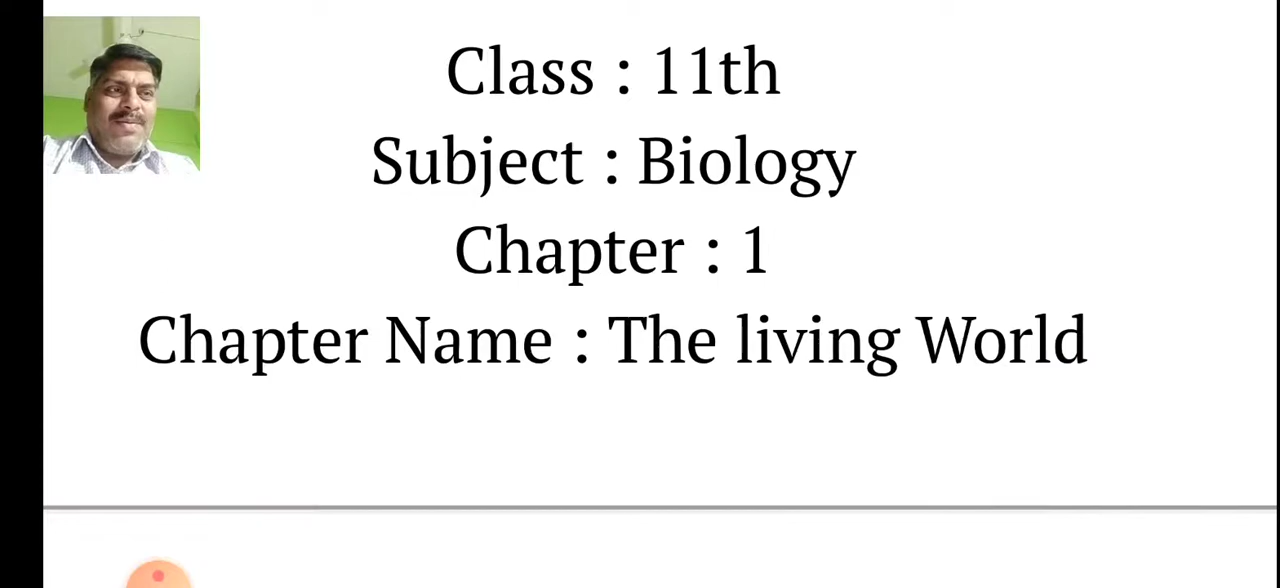 Class : 11th
Subject : Biology
Chapter : 1
Chapter Name : The living World